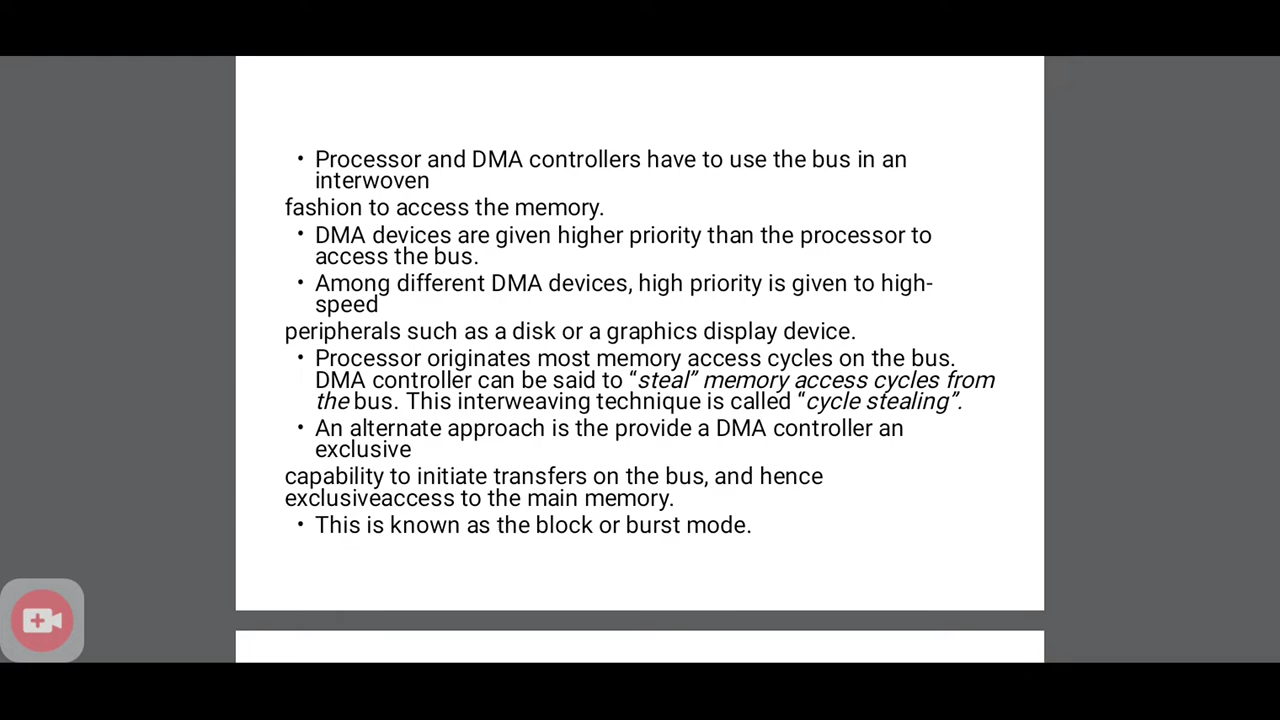 • Processor and DMA controllers have to use the bus in an
interwoven
fashion to access the memory.
• DMA devices are given higher priority than the processor to
access the bus.
• Among different DMA devices, high priority is given to high-
speed
peripherals such as a disk or a graphics display device.
• Processor originates most memory access cycles on the bus.
DMA controller can be said to “steal” memory access cycles from
the bus. This interweaving technique is called “cycle stealing”.
• An alternate approach is the provide a DMA controller an
exclusive
capability to initiate transfers on the bus, and hence
exclusiveaccess to the main memory.
• This is known as the block or burst mode.